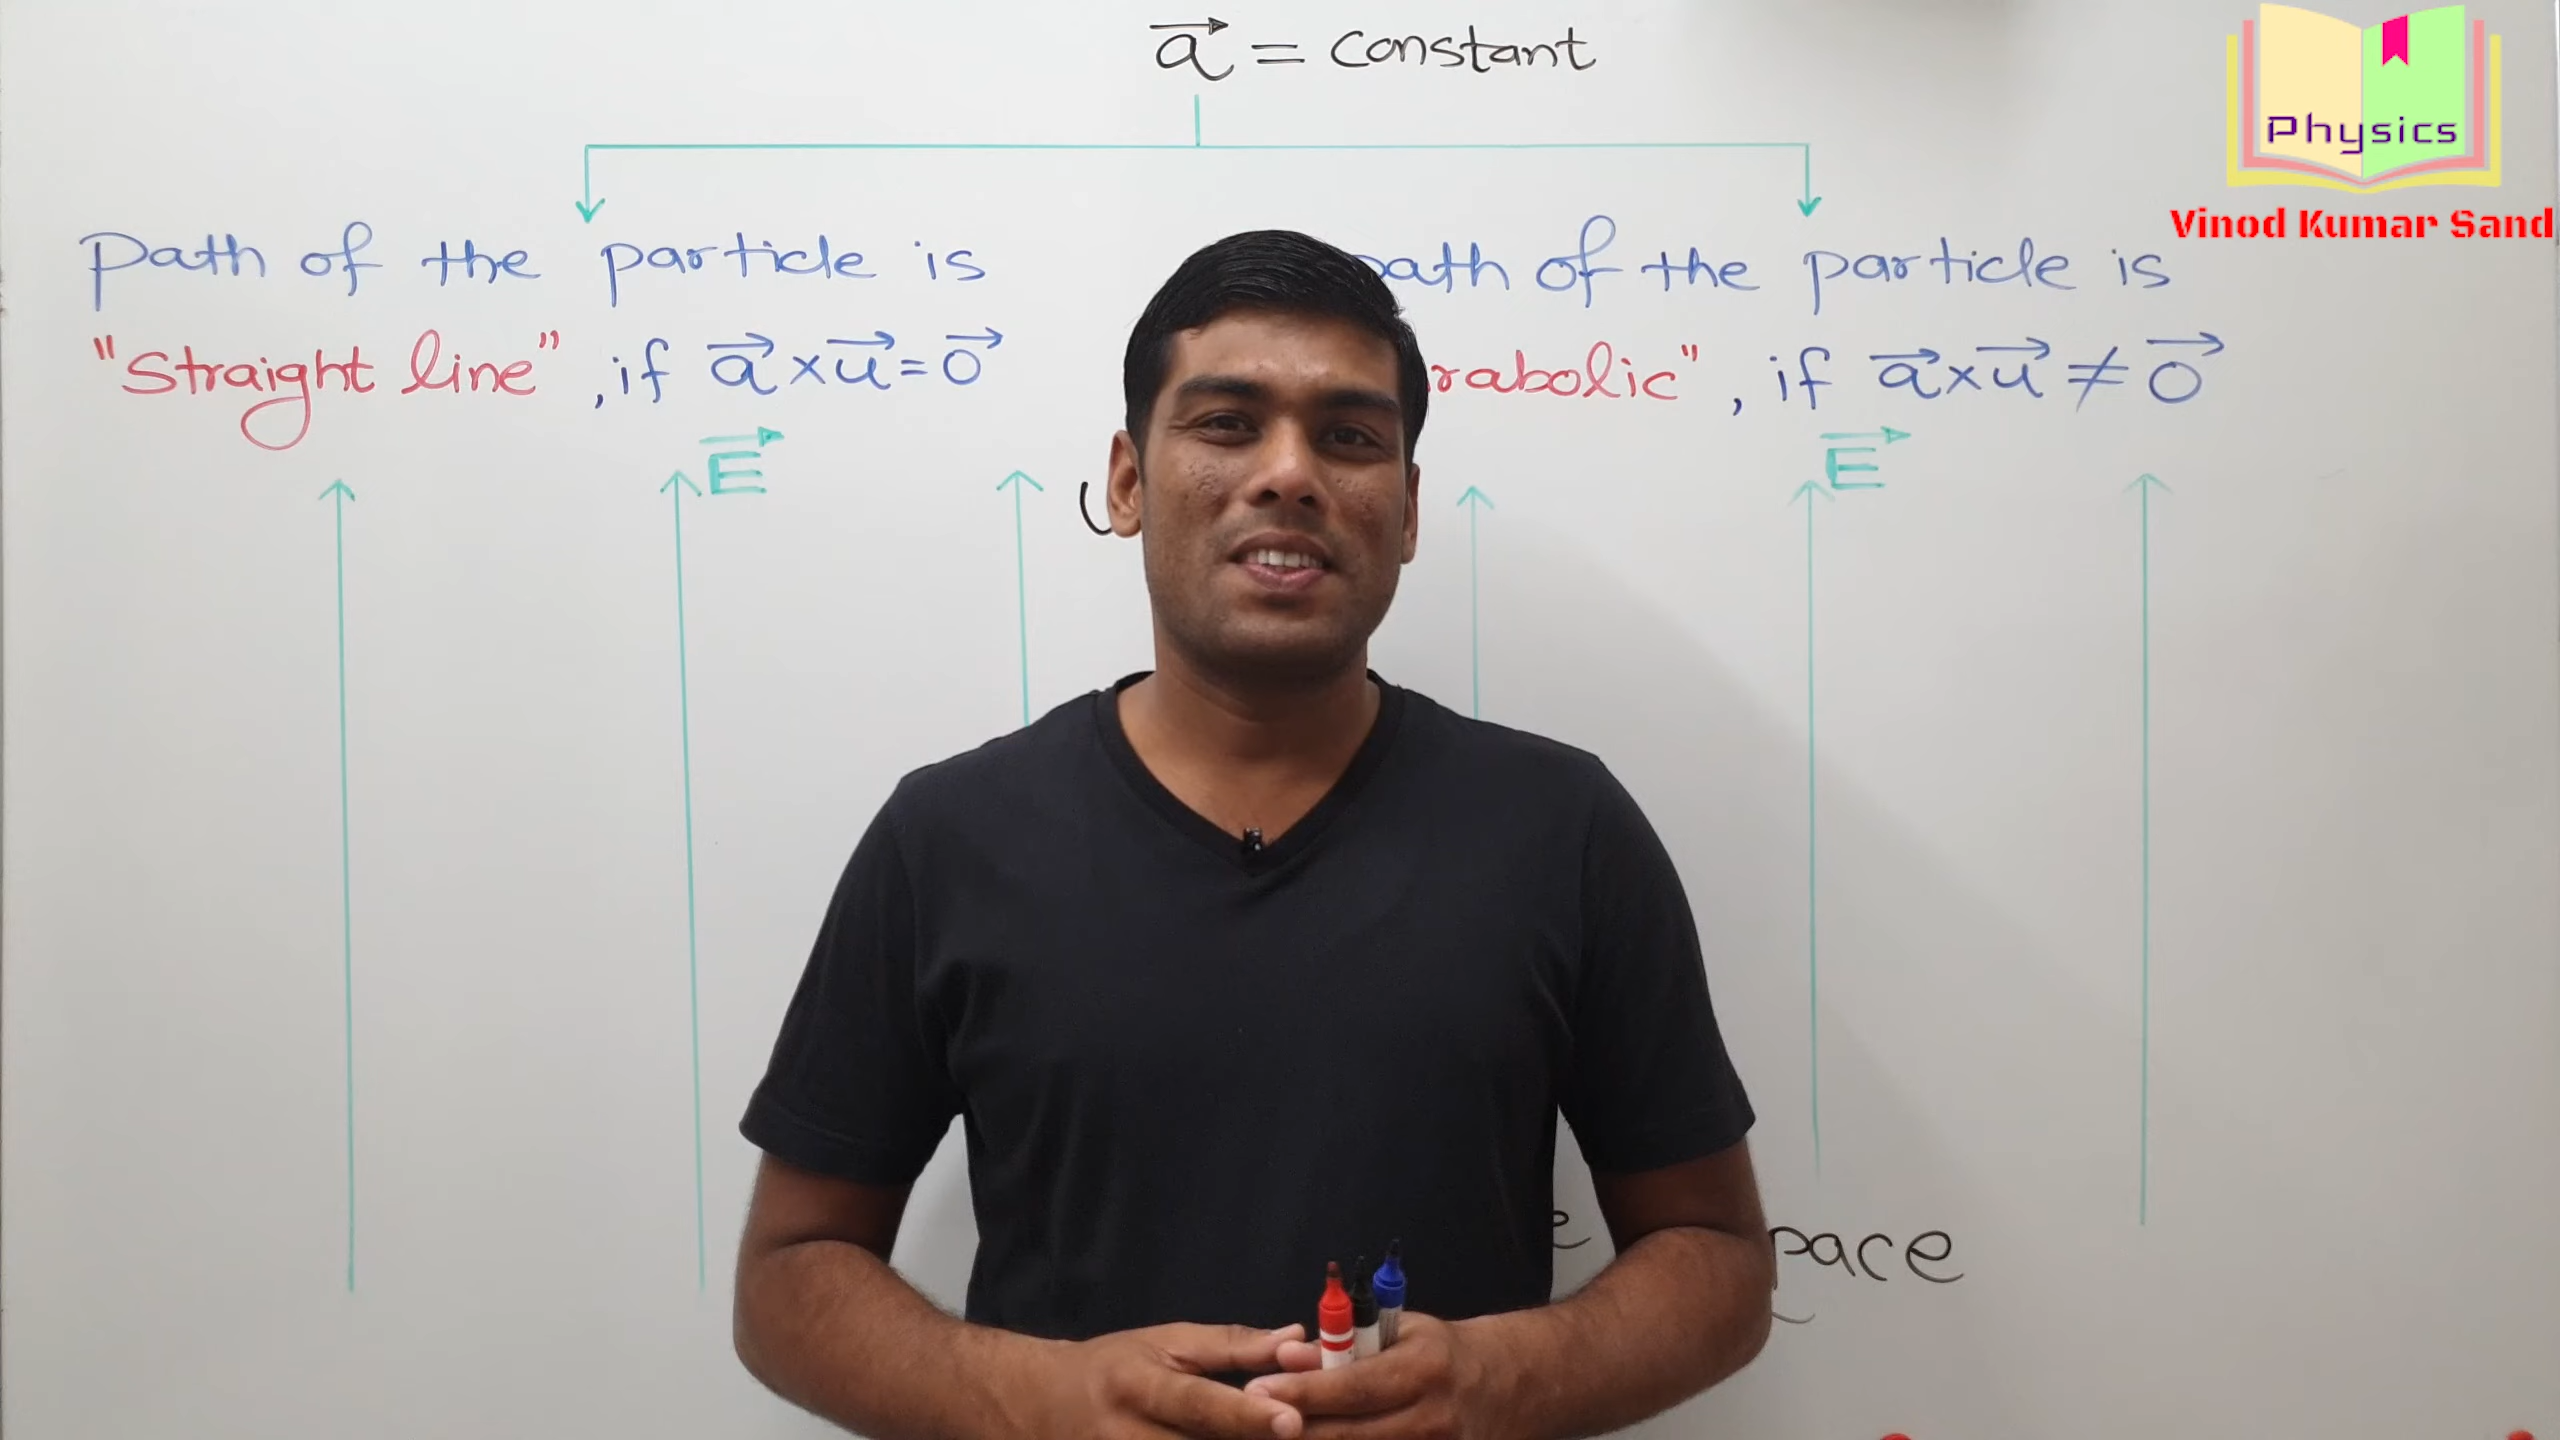 a⃗ = constant
Physics
Vinod Kumar Sand
path of the particle is
"straight line", if a⃗ × u⃗ = 0⃗
path of the particle is
rabolic", if a⃗ × u⃗ ≠ 0⃗
E⃗
E⃗
e pace